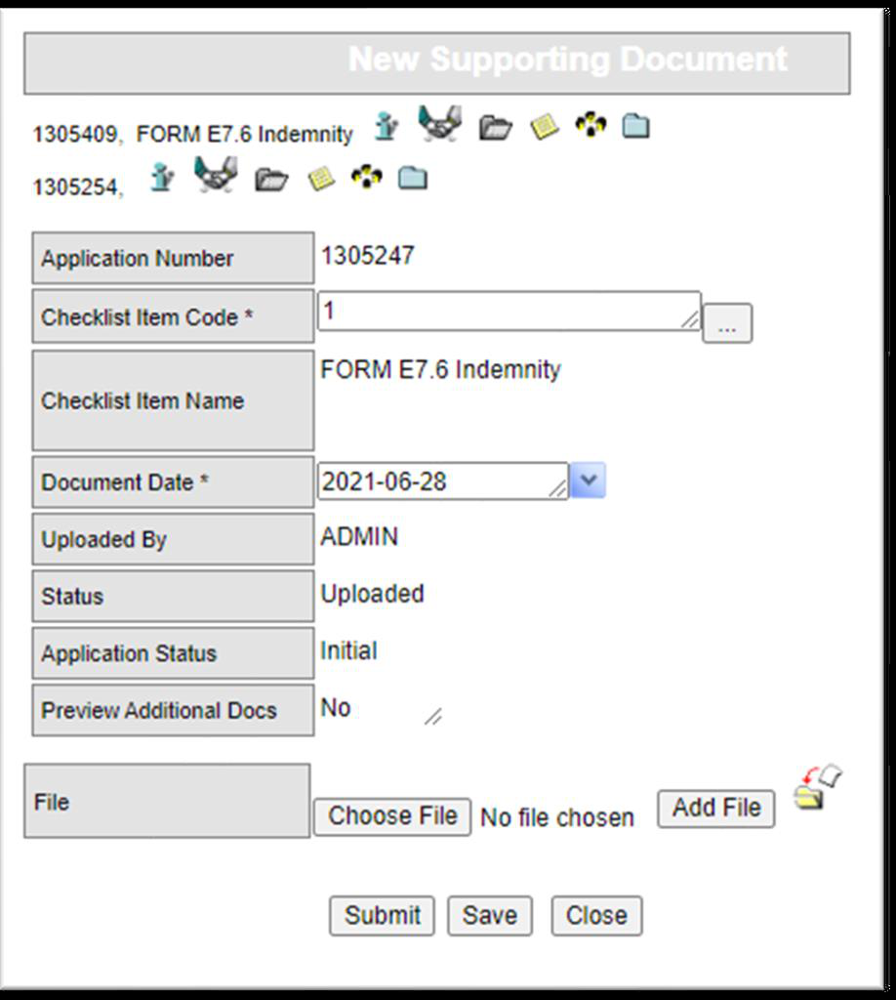 New Supporting Document
1305409, FORM E7.6 Indemnity
1305254,
Application Number 1305247
Checklist Item Code * 1 ...
Checklist Item Name FORM E7.6 Indemnity
Document Date * 2021-06-28
Uploaded By ADMIN
Status Uploaded
Application Status Initial
Preview Additional Docs No
File Choose File No file chosen Add File
Submit Save Close